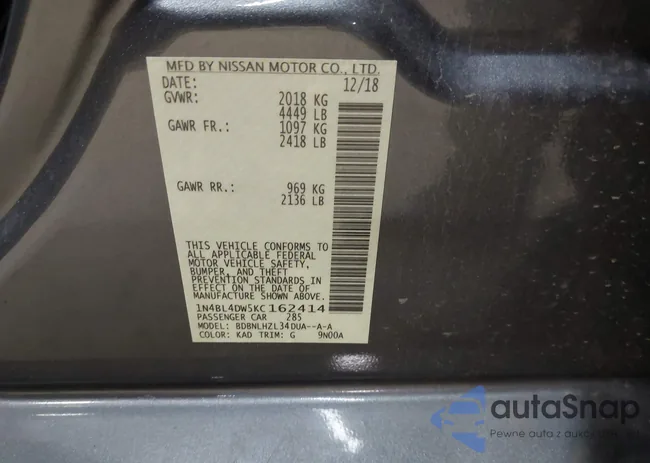 MFD BY NISSAN MOTOR CO., LTD.
DATE: 12/18
GVWR: 2018 KG
4449 LB
GAWR FR.: 1097 KG
2418 LB
GAWR RR.: 969 KG
2136 LB
THIS VEHICLE CONFORMS TO
ALL APPLICABLE FEDERAL
MOTOR VEHICLE SAFETY,
BUMPER, AND THEFT
PREVENTION STANDARDS IN
EFFECT ON THE DATE OF
MANUFACTURE SHOWN ABOVE.
1N4BL4DW5KC162414
PASSENGER CAR 285
MODEL: BDBNLHZL34DUA--A-A
COLOR: KAD TRIM: G 9N00A
autaSnap
Pewne auta z aukcji